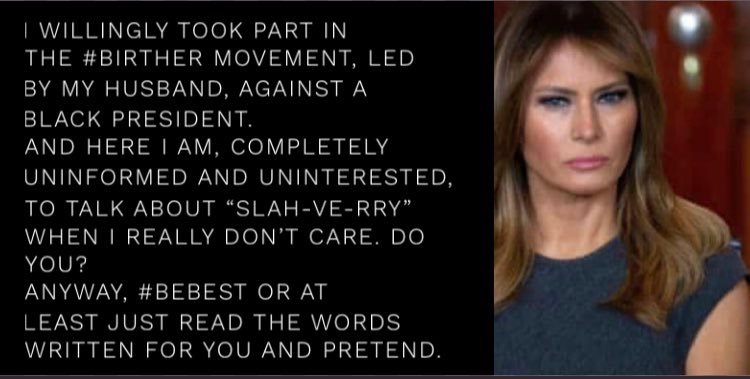 I WILLINGLY TOOK PART IN
THE #BIRTHER MOVEMENT, LED
BY MY HUSBAND, AGAINST A
BLACK PRESIDENT.
AND HERE I AM, COMPLETELY
UNINFORMED AND UNINTERESTED,
TO TALK ABOUT “SLAH-VE-RRY”
WHEN I REALLY DON’T CARE. DO
YOU?
ANYWAY, #BEBEST OR AT
LEAST JUST READ THE WORDS
WRITTEN FOR YOU AND PRETEND.